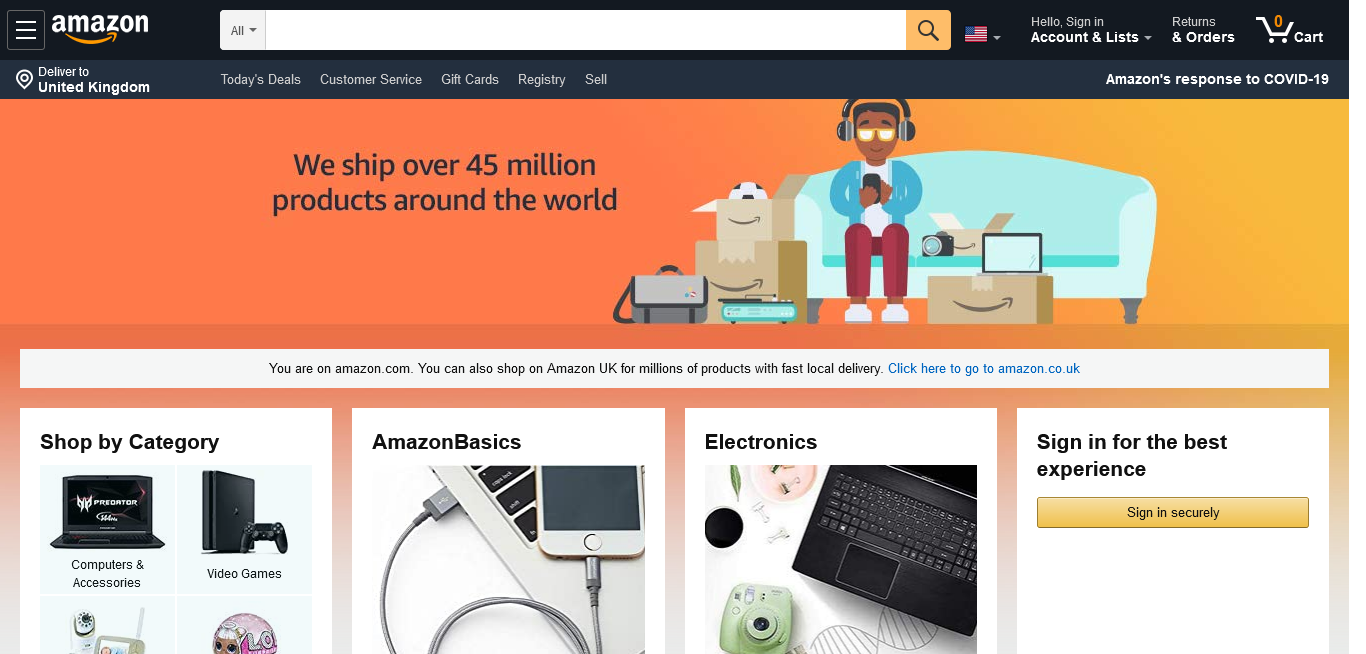 amazon
All
Hello, Sign in
Account & Lists
Returns
& Orders
0
Cart
Deliver to
United Kingdom
Today's Deals
Customer Service
Gift Cards
Registry
Sell
Amazon's response to COVID-19
We ship over 45 million
products around the world
You are on amazon.com. You can also shop on Amazon UK for millions of products with fast local delivery. Click here to go to amazon.co.uk
Shop by Category
PREDATOR
144Hz
Computers &
Accessories
Video Games
AmazonBasics
Electronics
Sign in for the best
experience
Sign in securely